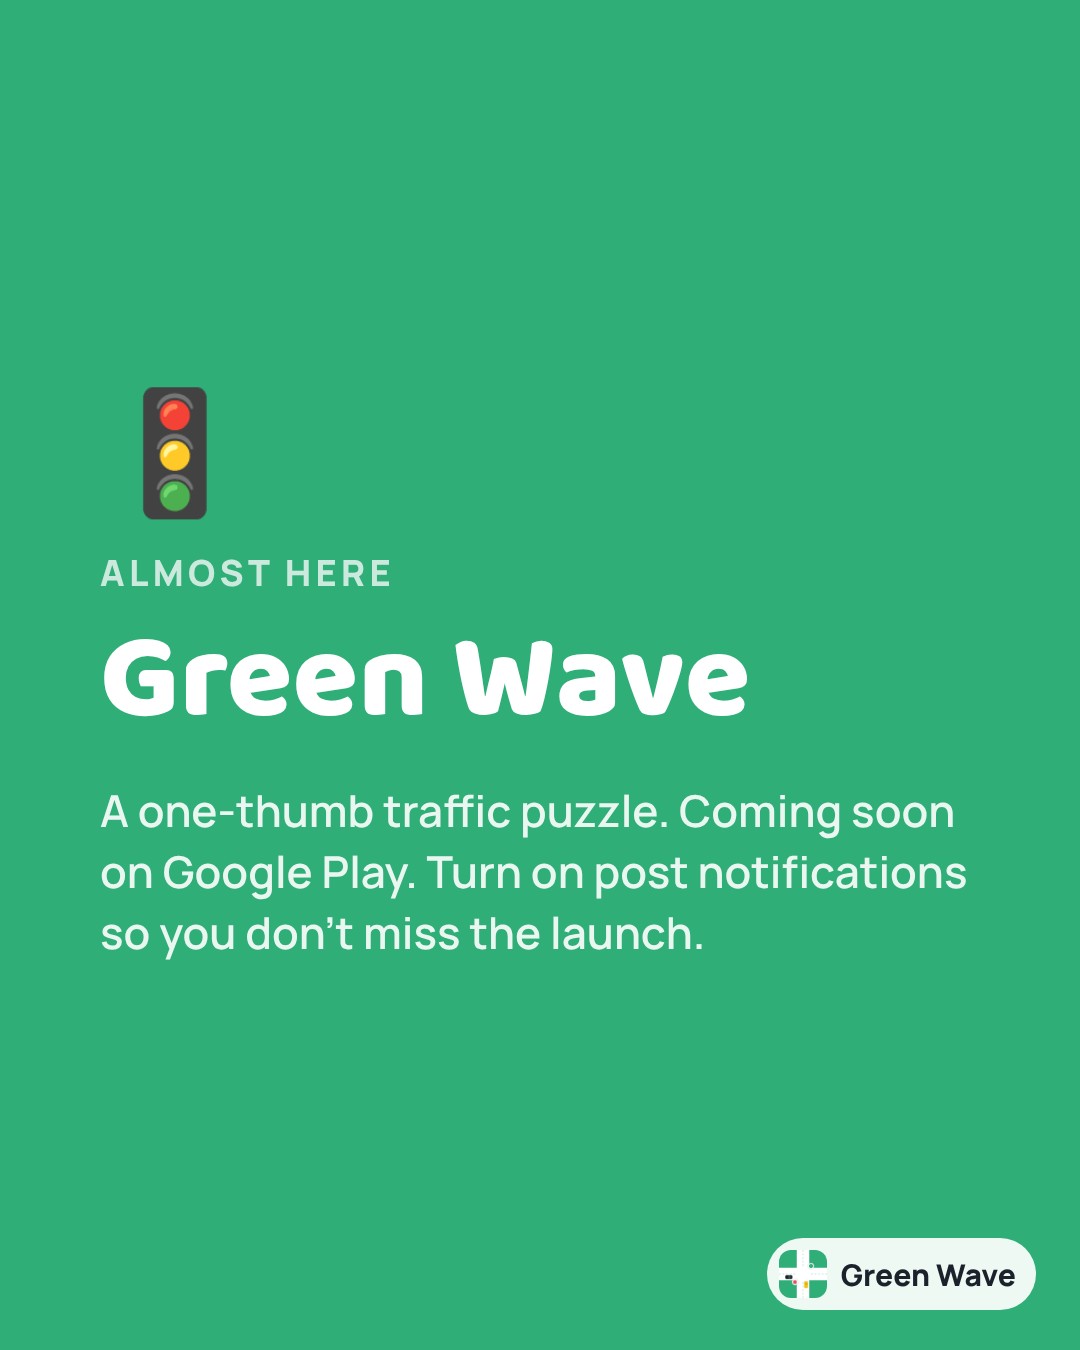 ALMOST HERE
Green Wave
A one-thumb traffic puzzle. Coming soon
on Google Play. Turn on post notifications
so you don’t miss the launch.
Green Wave